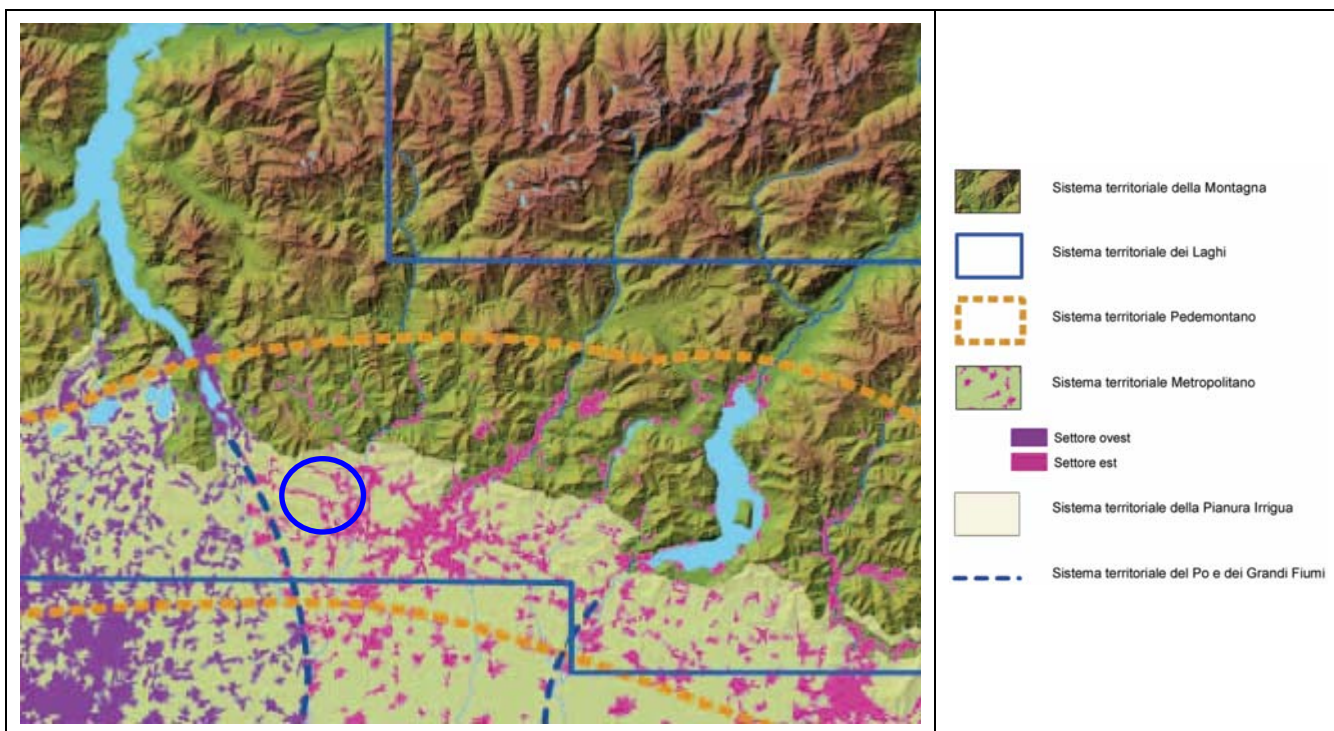 Sistema territoriale della Montagna
Sistema territoriale dei Laghi
Sistema territoriale Pedemontano
Sistema territoriale Metropolitano
Settore ovest
Settore est
Sistema territoriale della Pianura Irrigua
Sistema territoriale del Po e dei Grandi Fiumi